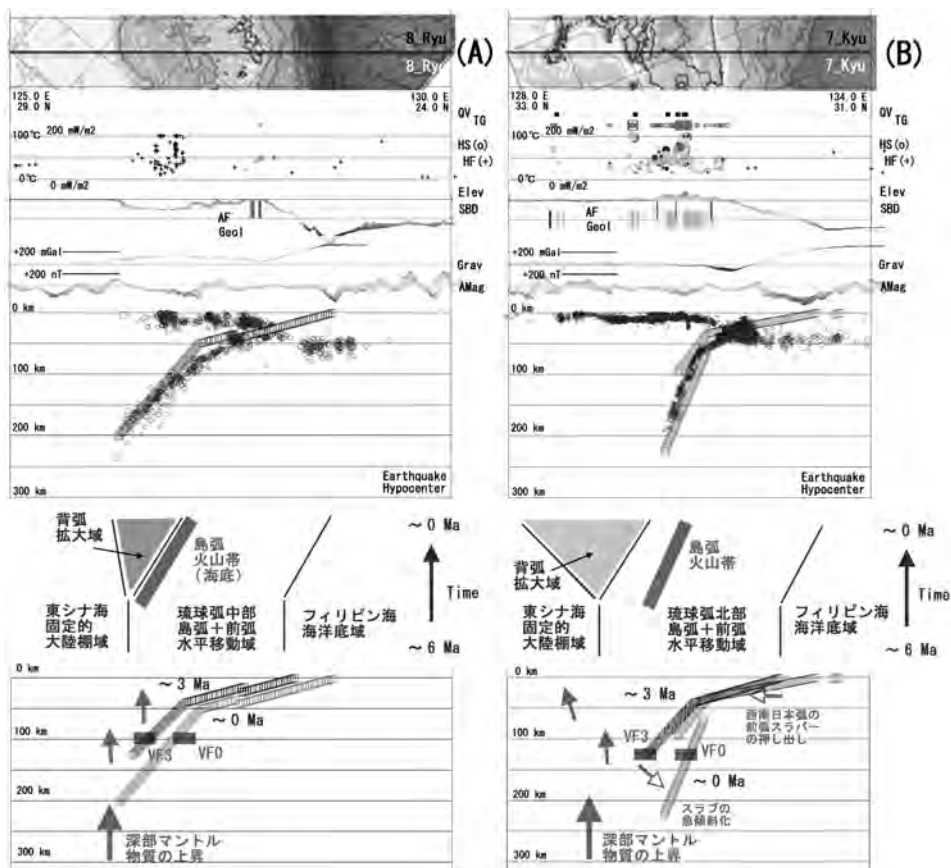 8_Ryu
8_Ryu
(A)
125.0 E
29.0 N
130.0 E
24.0 N
QV
TG
200 mW/m2
100℃
HS(o)
HF(+)
0℃
0 mW/m2
Elev
SBD
AF
Geol
+200 mGal
Grav
+200 nT
AMag
0 km
100 km
200 km
300 km
Earthquake
Hypocenter
背弧
拡大域
島弧
火山帯
(海底)
~ 0 Ma
Time
~ 6 Ma
東シナ海
固定的
大陸棚域
琉球弧中部
島弧+前弧
水平移動域
フィリピン海
海洋底域
0 km
~ 3 Ma
~ 0 Ma
100 km
VF3
VF0
200 km
深部マントル
物質の上昇
300 km
7_Kyu
7_Kyu
(B)
128.0 E
33.0 N
134.0 E
31.0 N
QV
TG
200 mW/m2
100℃
HS(o)
HF(+)
0℃
0 mW/m2
Elev
SBD
AF
Geol
+200 mGal
Grav
+200 nT
AMag
0 km
100 km
200 km
300 km
Earthquake
Hypocenter
背弧
拡大域
島弧
火山帯
~ 0 Ma
Time
~ 6 Ma
東シナ海
固定的
大陸棚域
琉球弧北部
島弧+前弧
水平移動域
フィリピン海
海洋底域
0 km
~ 3 Ma
西南日本弧の
前弧スラバー
の押し出し
100 km
VF3
VF0
~ 0 Ma
200 km
スラブの
急傾斜化
深部マントル
物質の上昇
300 km